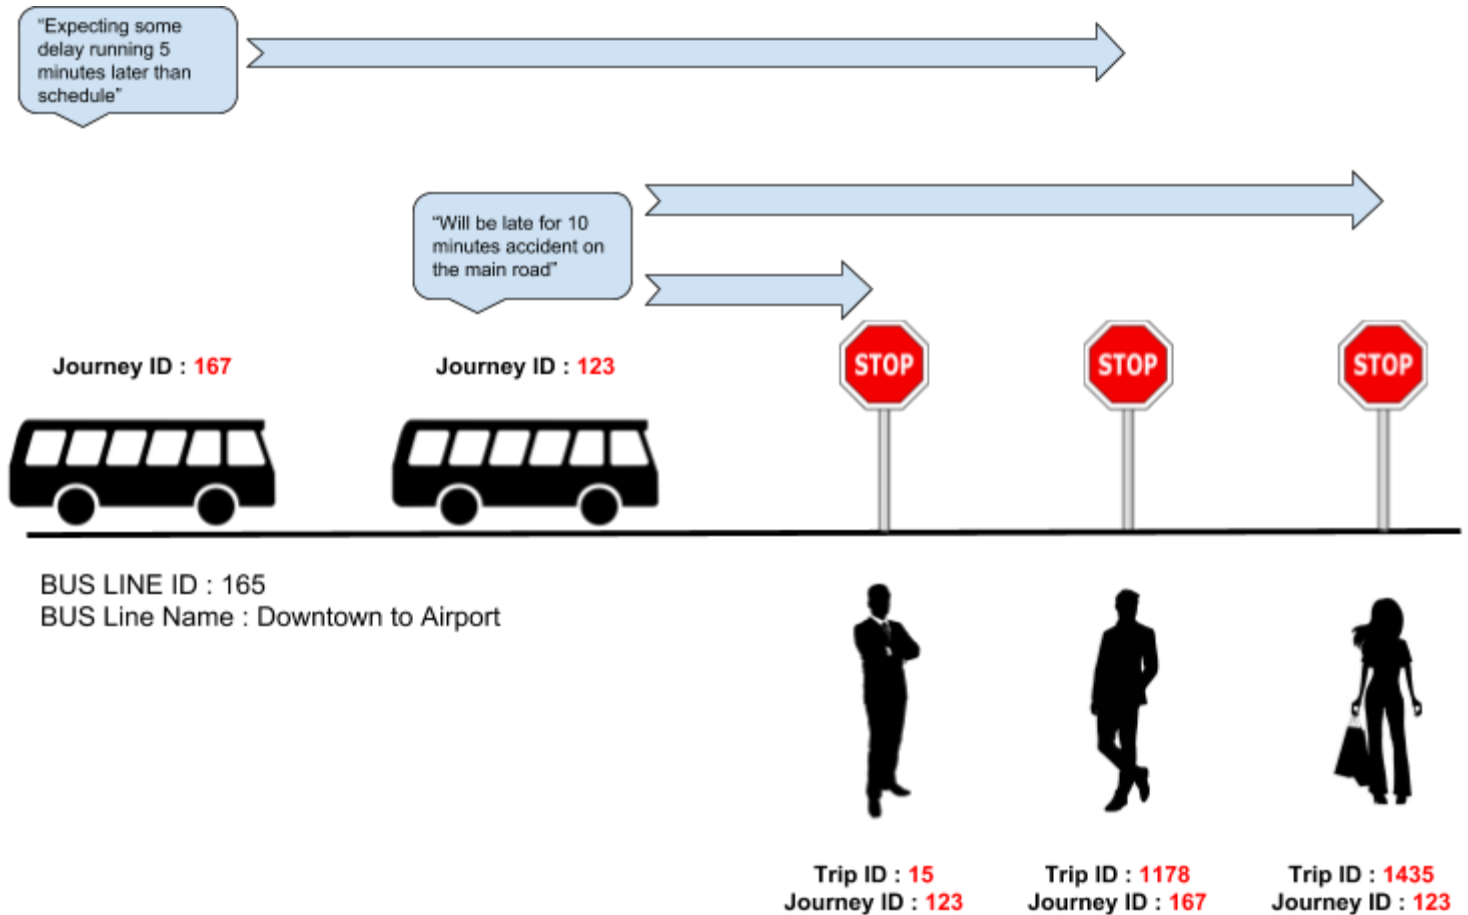 “Expecting some
delay running 5
minutes later than
schedule”
“Will be late for 10
minutes accident on
the main road”
Journey ID : 167
Journey ID : 123
STOP
STOP
STOP
BUS LINE ID : 165
BUS Line Name : Downtown to Airport
Trip ID : 15
Journey ID : 123
Trip ID : 1178
Journey ID : 167
Trip ID : 1435
Journey ID : 123